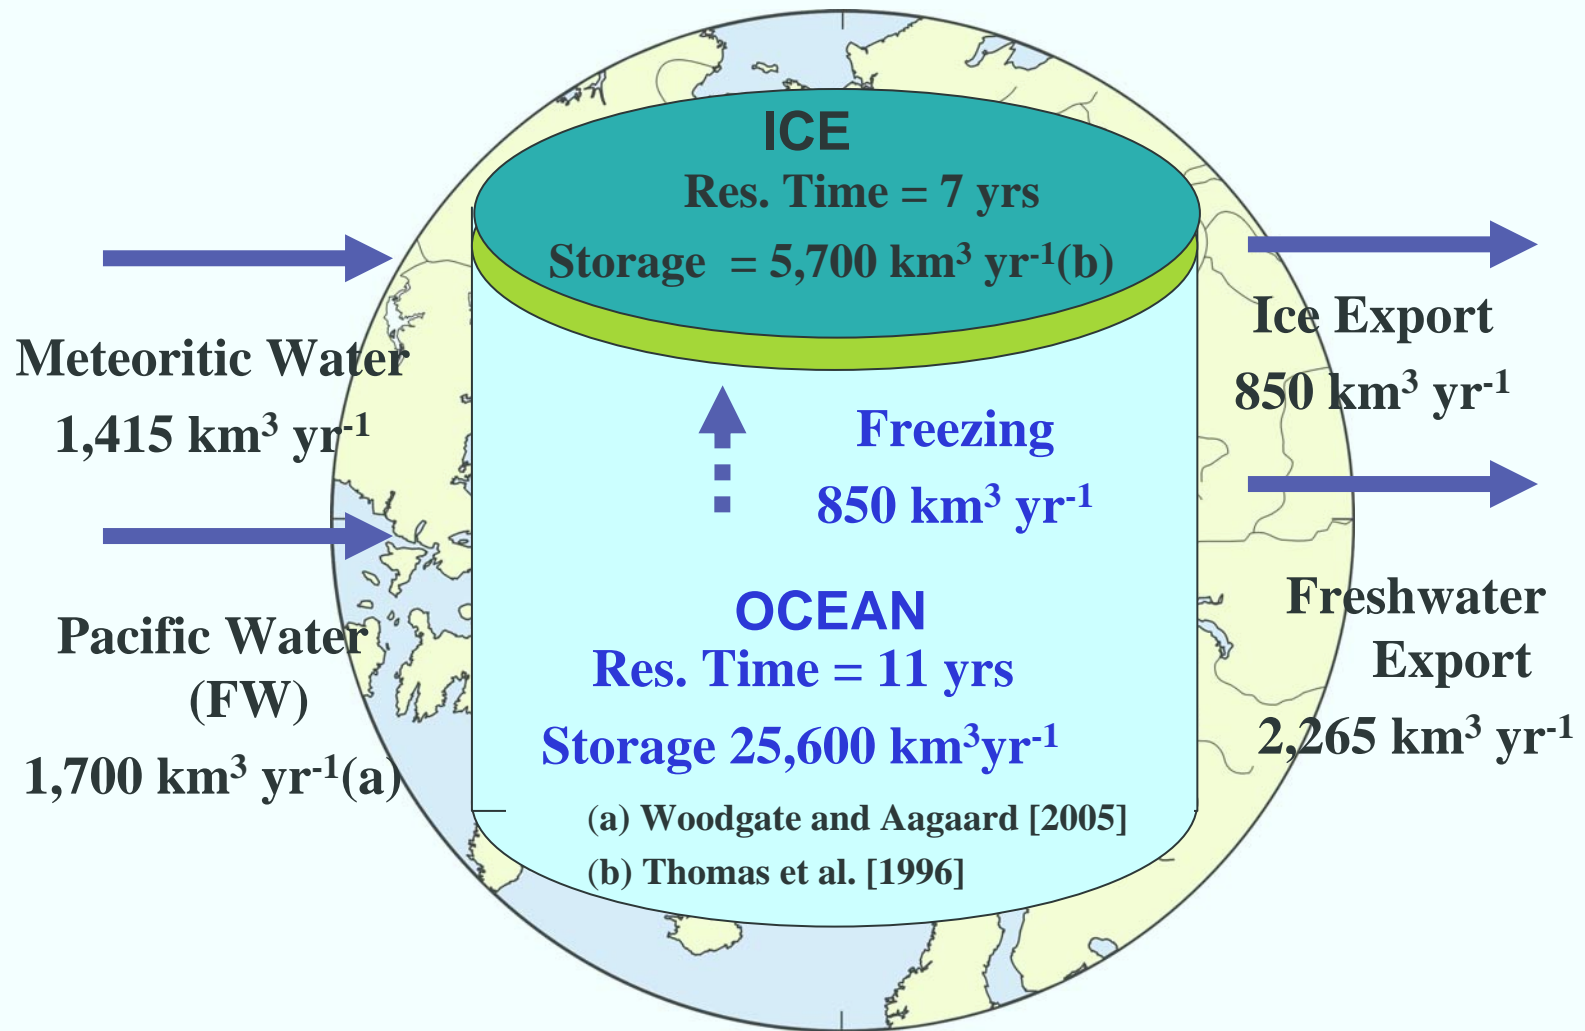 ICE
Res. Time = 7 yrs
Storage = 5,700 km³ yr⁻¹(b)
Meteoritic Water
1,415 km³ yr⁻¹
Pacific Water
(FW)
1,700 km³ yr⁻¹(a)
Freezing
850 km³ yr⁻¹
OCEAN
Res. Time = 11 yrs
Storage 25,600 km³yr⁻¹
(a) Woodgate and Aagaard [2005]
(b) Thomas et al. [1996]
Ice Export
850 km³ yr⁻¹
Freshwater
Export
2,265 km³ yr⁻¹